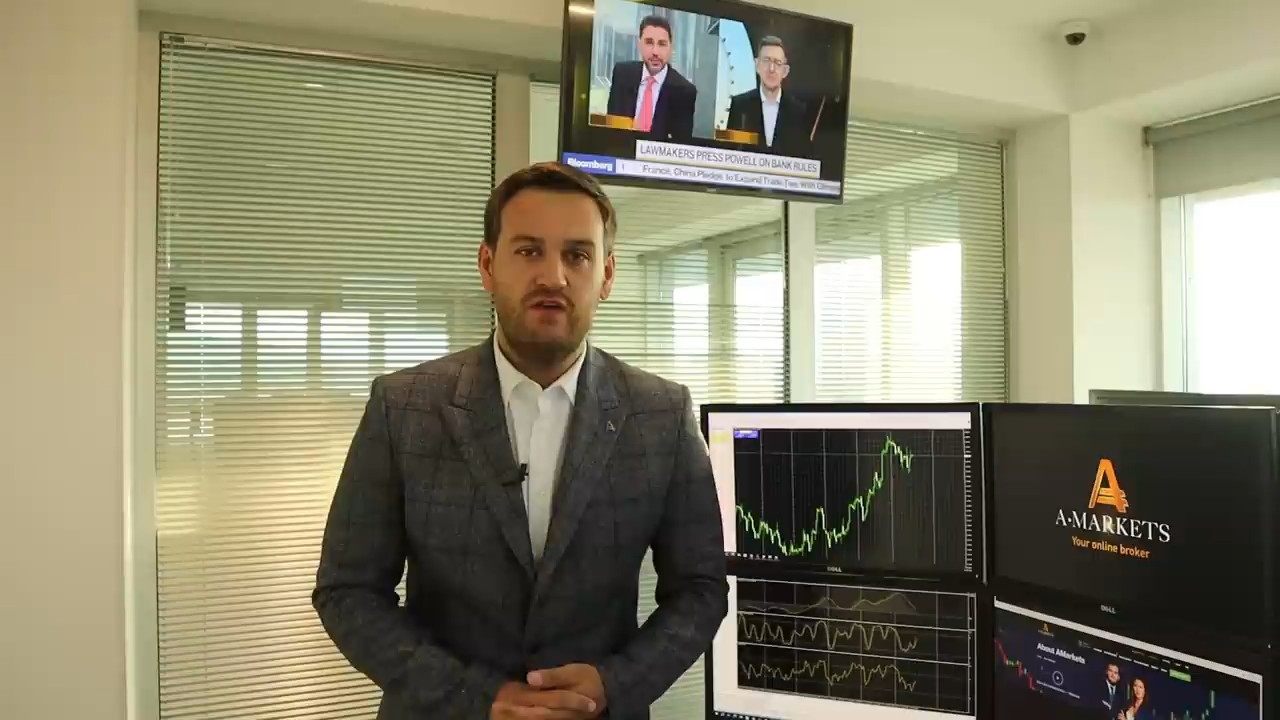 LAWMAKERS PRESS POWELL ON BANK RULES
Bloomberg
France, China Pledge to Expand Trade Ties With
A·MARKETS
Your online broker
DELL
DELL
About AMarkets